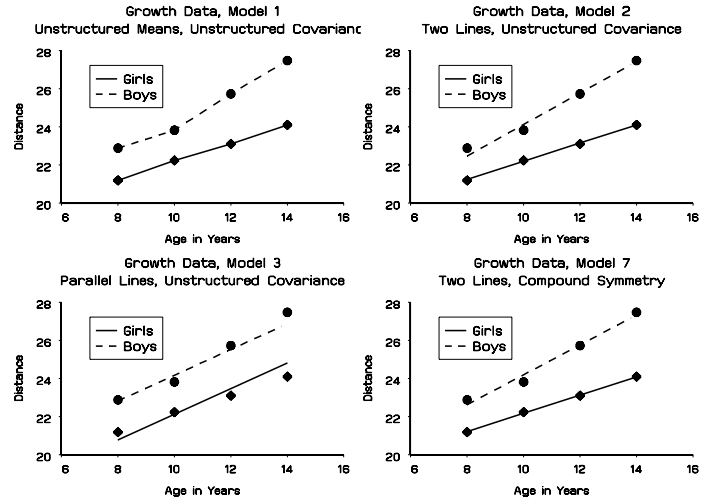 Growth Data, Model 1
Unstructured Means, Unstructured Covarianc
28
26
24
22
20
Distance
Girls
Boys
6 8 10 12 14 16
Age in Years
Growth Data, Model 2
Two Lines, Unstructured Covariance
28
26
24
22
20
Distance
Girls
Boys
6 8 10 12 14 16
Age in Years
Growth Data, Model 3
Parallel Lines, Unstructured Covariance
28
26
24
22
20
Distance
Girls
Boys
6 8 10 12 14 16
Age in Years
Growth Data, Model 7
Two Lines, Compound Symmetry
28
26
24
22
20
Distance
Girls
Boys
6 8 10 12 14 16
Age in Years